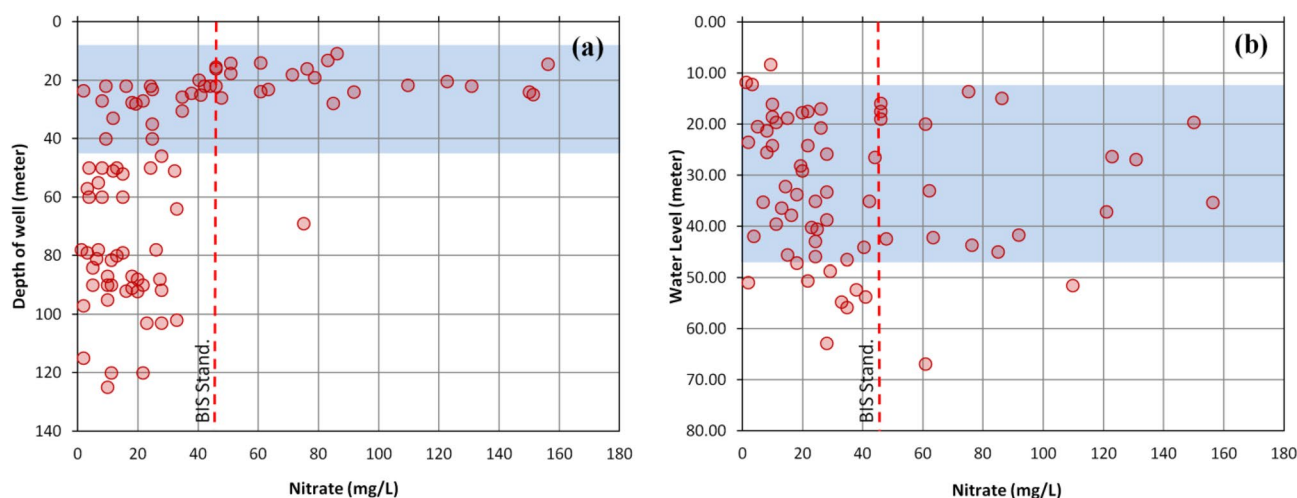 (a)
0
20
40
60
80
100
120
140
0 20 40 60 80 100 120 140 160 180
Depth of well (meter)
Nitrate (mg/L)
BIS Stand.
(b)
0.00
10.00
20.00
30.00
40.00
50.00
60.00
70.00
80.00
0 20 40 60 80 100 120 140 160 180
Water Level (meter)
Nitrate (mg/L)
BIS Stand.